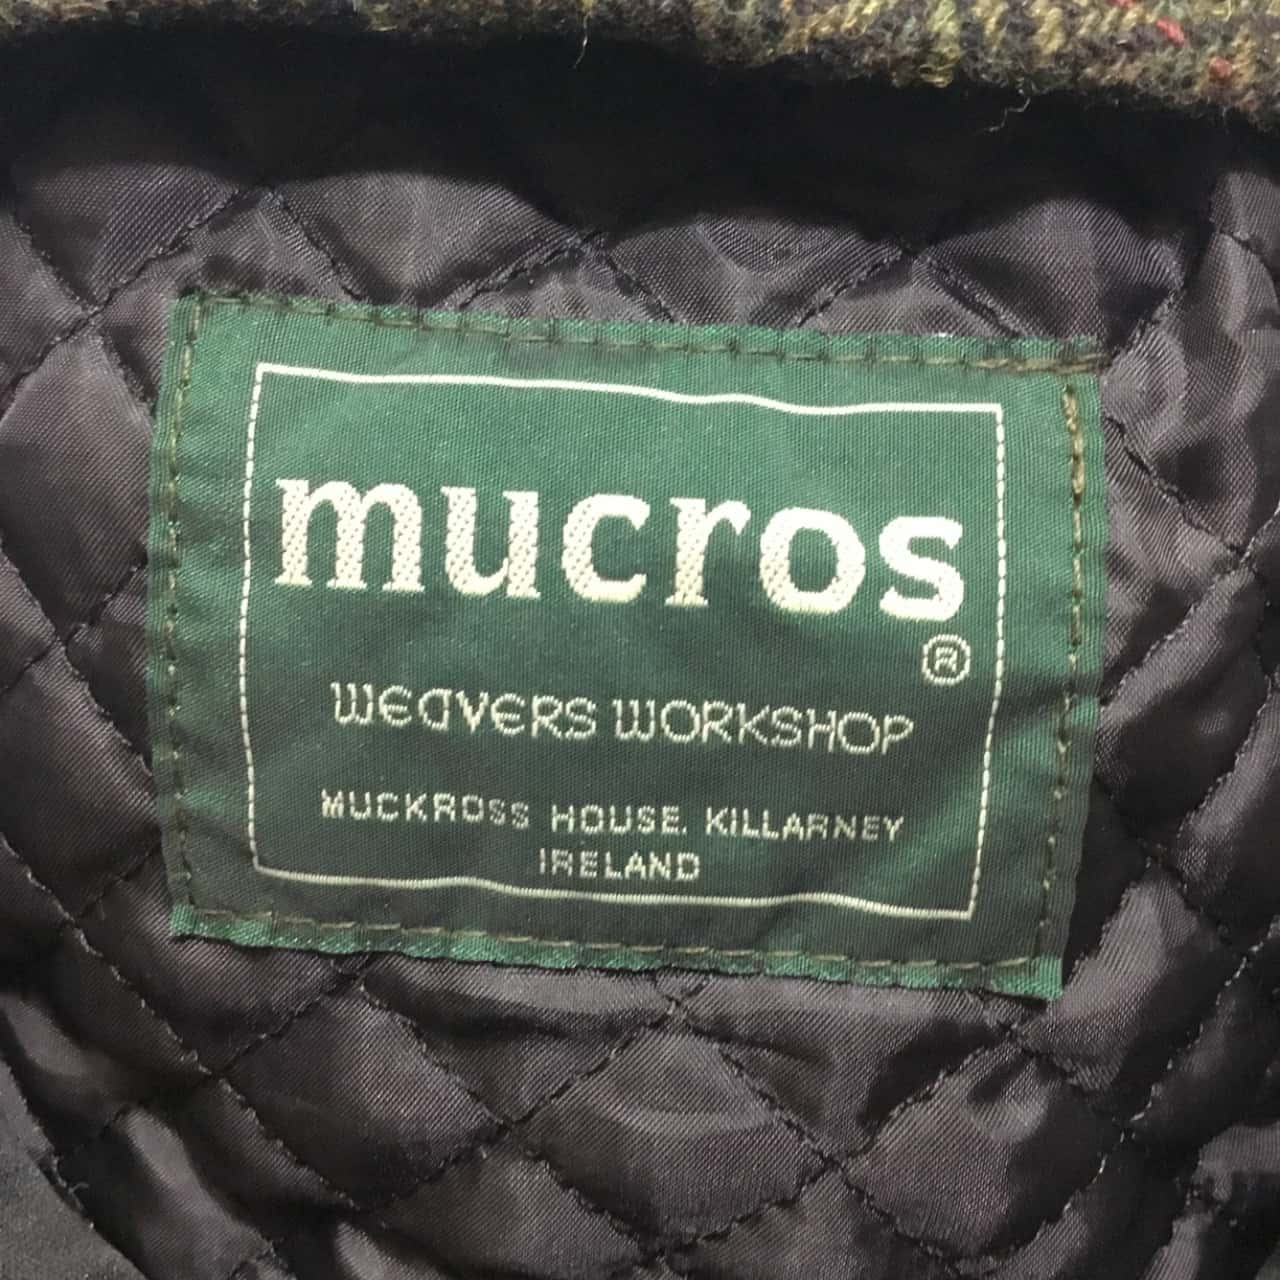 mucros
®
WEAVERS WORKSHOP
MUCKROSS HOUSE. KILLARNEY
IRELAND